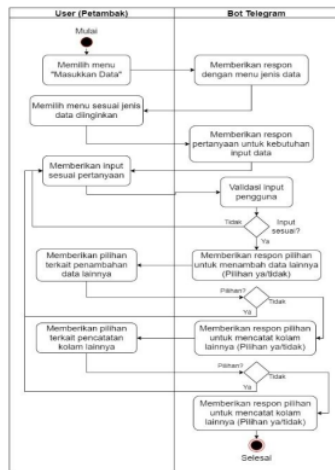 User (Petambak)
Bot Telegram
Mulai
Memilih menu
"Masukkan Data"
Memberikan respon
dengan menu jenis data
Memilih menu sesuai jenis
data diinginkan
Memberikan respon
pertanyaan untuk kebutuhan
input data
Memberikan input
sesuai pertanyaan
Validasi input
pengguna
Tidak
Input
sesuai?
Ya
Memberikan pilihan
terkait penambahan
data lainnya
Memberikan respon pilihan
untuk menambah data lainnya
(Pilihan ya/tidak)
Pilihan?
Tidak
Ya
Memberikan pilihan
terkait pencatatan
kolam lainnya
Memberikan respon pilihan
untuk mencatat kolam
lainnya (Pilihan ya/tidak)
Pilihan?
Tidak
Ya
Memberikan respon pilihan
untuk mencatat kolam
lainnya (Pilihan ya/tidak)
Selesai